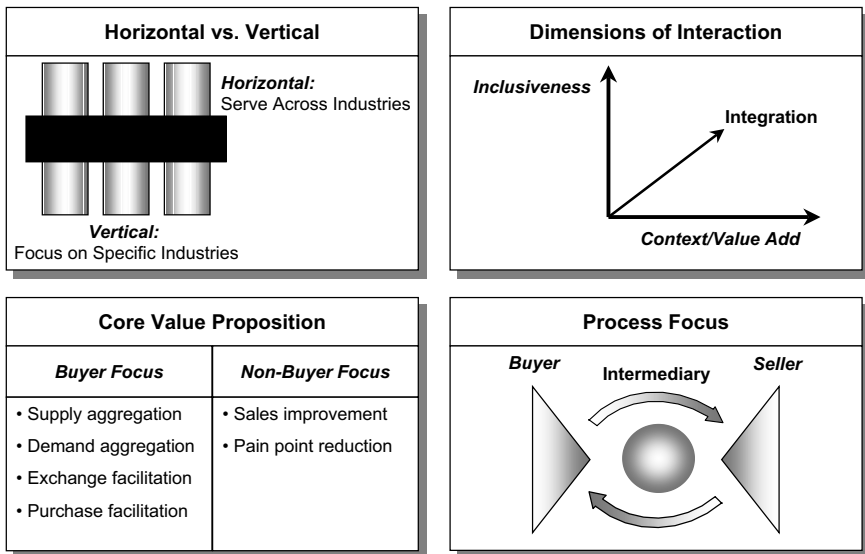 Horizontal vs. Vertical
Horizontal:
Serve Across Industries
Vertical:
Focus on Specific Industries
Dimensions of Interaction
Inclusiveness
Integration
Context/Value Add
Core Value Proposition
Buyer Focus
• Supply aggregation
• Demand aggregation
• Exchange facilitation
• Purchase facilitation
Non-Buyer Focus
• Sales improvement
• Pain point reduction
Process Focus
Buyer
Intermediary
Seller